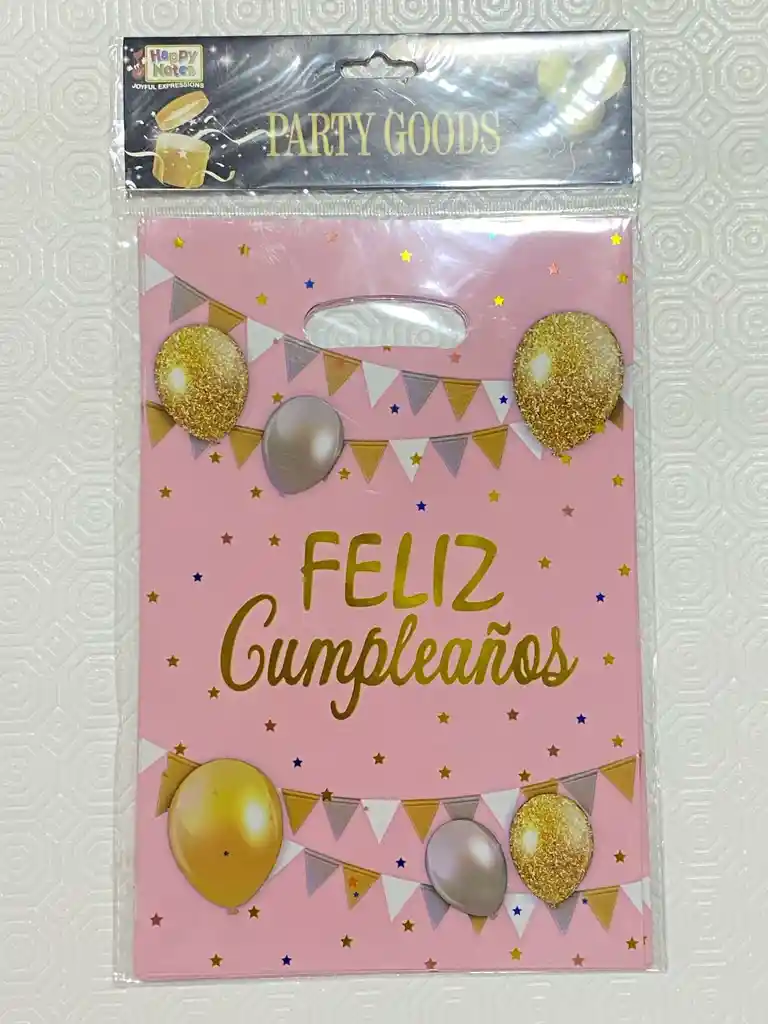 Happy
Notes
JOYFUL EXPRESSIONS
PARTY GOODS
FELIZ
Cumpleaños